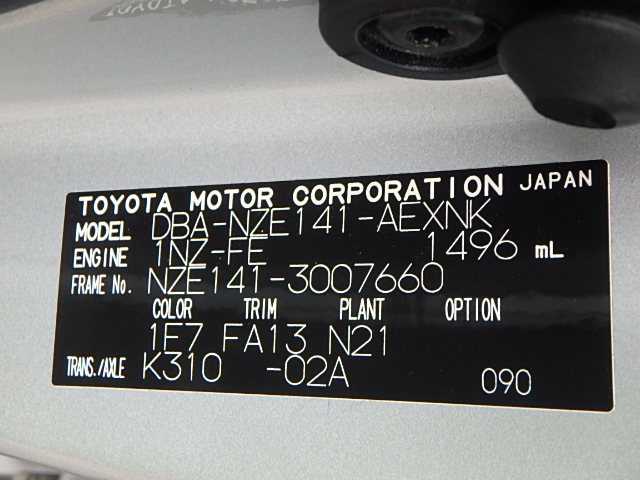 TOYOTA MOTOR CORPORATION JAPAN
MODEL DBA-NZE141-AEXNK
ENGINE 1NZ-FE 1496 mL
FRAME No. NZE141-3007660
COLOR TRIM PLANT OPTION
1E7 FA13 N21
TRANS./AXLE K310 -02A 090